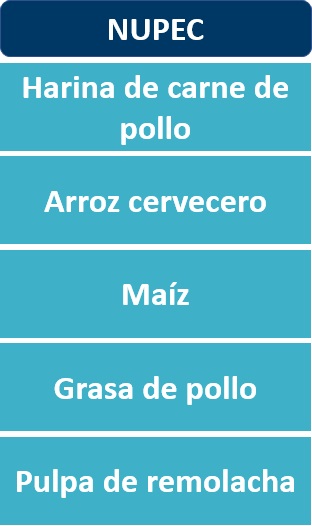 NUPEC
Harina de carne de
pollo
Arroz cervecero
Maíz
Grasa de pollo
Pulpa de remolacha